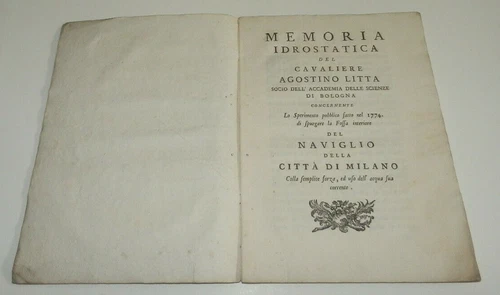 MEMORIA
IDROSTATICA
DEL
CAVALIERE
AGOSTINO LITTA
SOCIO DELL' ACCADEMIA DELLE SCIENZE
DI BOLOGNA
CONCERNENTE
Lo Sperimento pubblico fatto nel 1774.
di spurgare la Fossa interiore
DEL
NAVIGLIO
DELLA
CITTÀ DI MILANO
Colla semplice forza, ed uso dell' acqua sua
corrente.